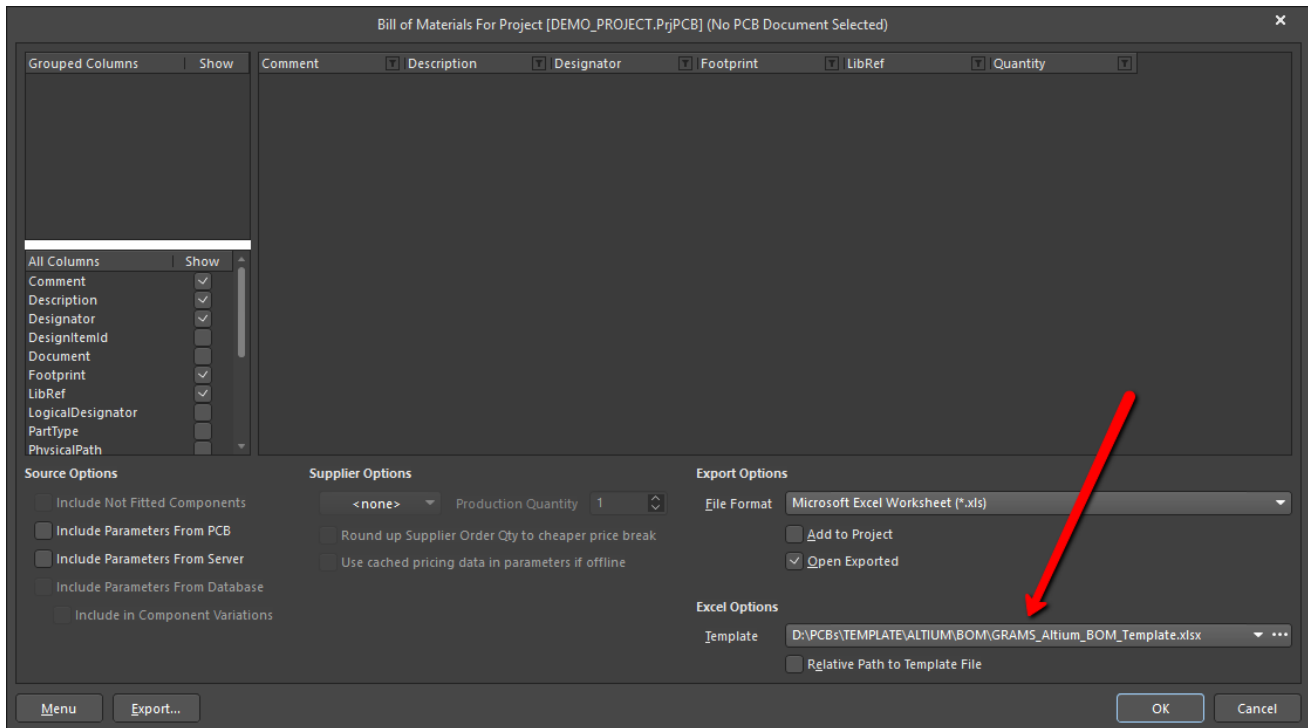 Bill of Materials For Project [DEMO_PROJECT.PrjPCB] (No PCB Document Selected)
Grouped Columns Show
Comment Description Designator Footprint LibRef Quantity
All Columns Show
Comment
Description
Designator
DesignItemId
Document
Footprint
LibRef
LogicalDesignator
PartType
PhysicalPath
Source Options
Include Not Fitted Components
Include Parameters From PCB
Include Parameters From Server
Include Parameters From Database
Include in Component Variations
Supplier Options
<none> Production Quantity 1
Round up Supplier Order Qty to cheaper price break
Use cached pricing data in parameters if offline
Export Options
File Format Microsoft Excel Worksheet (*.xls)
Add to Project
Open Exported
Excel Options
Template D:\PCBs\TEMPLATE\ALTIUM\BOM\GRAMS_Altium_BOM_Template.xlsx
Relative Path to Template File
Menu Export... OK Cancel